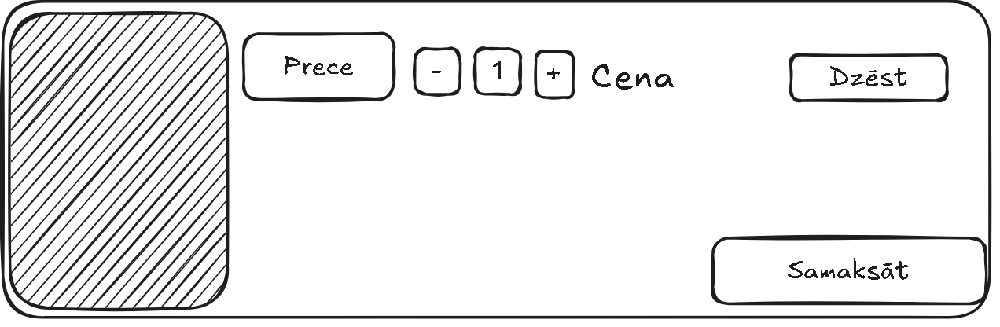 Prece - 1 + Cena Dzēst
Samaksāt